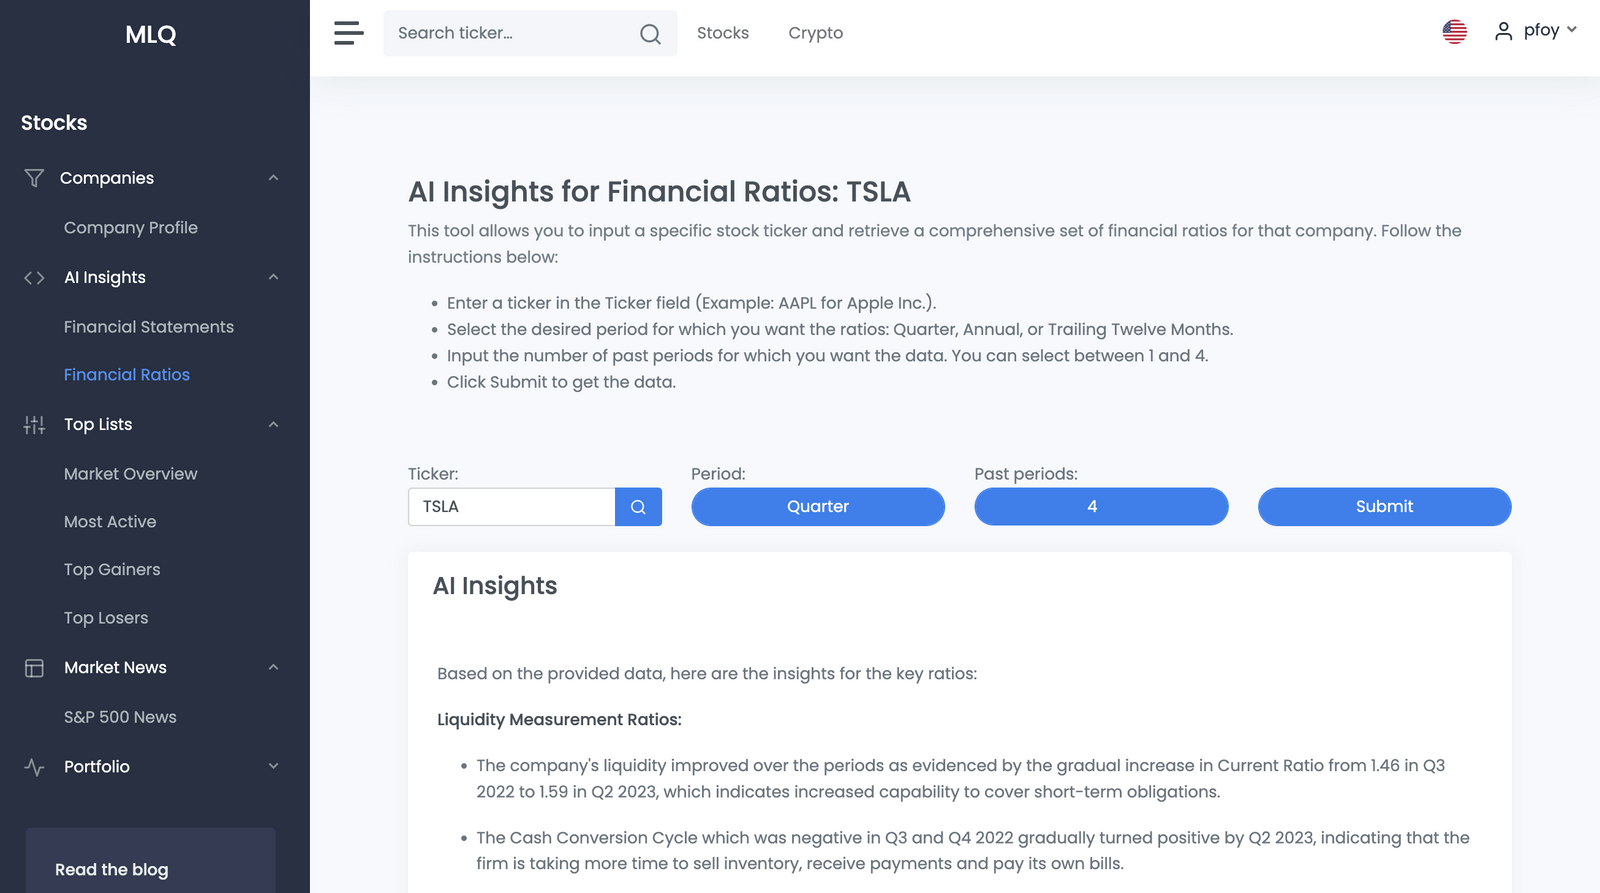 MLQ
Search ticker...
Stocks
Crypto
pfoy
Stocks
Companies
Company Profile
AI Insights
Financial Statements
Financial Ratios
Top Lists
Market Overview
Most Active
Top Gainers
Top Losers
Market News
S&P 500 News
Portfolio
Read the blog
AI Insights for Financial Ratios: TSLA
This tool allows you to input a specific stock ticker and retrieve a comprehensive set of financial ratios for that company. Follow the
instructions below:
• Enter a ticker in the Ticker field (Example: AAPL for Apple Inc.).
• Select the desired period for which you want the ratios: Quarter, Annual, or Trailing Twelve Months.
• Input the number of past periods for which you want the data. You can select between 1 and 4.
• Click Submit to get the data.
Ticker:
TSLA
Period:
Quarter
Past periods:
4
Submit
AI Insights
Based on the provided data, here are the insights for the key ratios:
Liquidity Measurement Ratios:
• The company's liquidity improved over the periods as evidenced by the gradual increase in Current Ratio from 1.46 in Q3
2022 to 1.59 in Q2 2023, which indicates increased capability to cover short-term obligations.
• The Cash Conversion Cycle which was negative in Q3 and Q4 2022 gradually turned positive by Q2 2023, indicating that the
firm is taking more time to sell inventory, receive payments and pay its own bills.